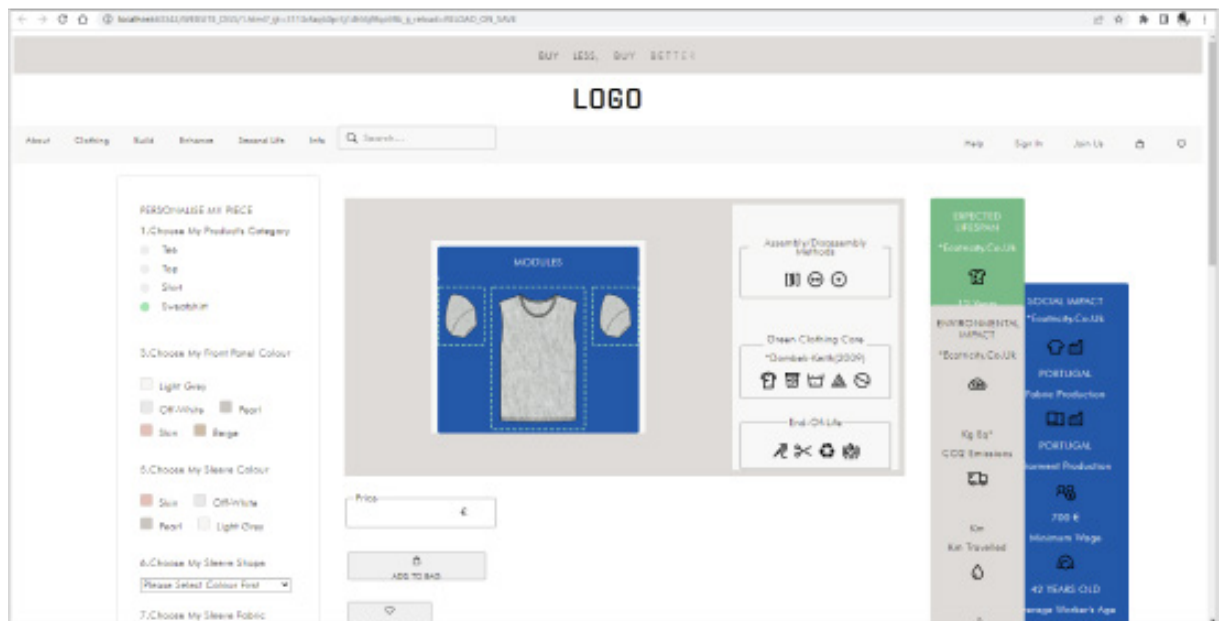 BUY LESS, BUY BETTER
LOGO
About Clothing Build Enhance Second Life Info Search...
Help Sign In Join Us
PERSONALISE MY PIECE
1.Choose My Product's Category
Tee
Top
Shirt
Sweatshirt
3.Choose My Front Panel Colour
Light Grey
Off-White Pearl
Skin Beige
5.Choose My Sleeve Colour
Skin Off-White
Pearl Light Grey
6.Choose My Sleeve Shape
Please Select Colour First
7.Choose My Sleeve Fabric
MODULES
Assembly/Disassembly
Methods
Green Clothing Care
*Dombek-Keith(2009)
End-Of-Life
Price
€
ADD TO BAG
EXPECTED
LIFESPAN
*Ecotricity.Co.Uk
12 Years
ENVIRONMENTAL
IMPACT
*Ecotricity.Co.Uk
Kg Eq*
CO2 Emissions
Km
Km Travelled
SOCIAL IMPACT
*Ecotricity.Co.Uk
PORTUGAL
Fabric Production
PORTUGAL
Garment Production
700 €
Minimum Wage
42 YEARS OLD
Average Worker's Age